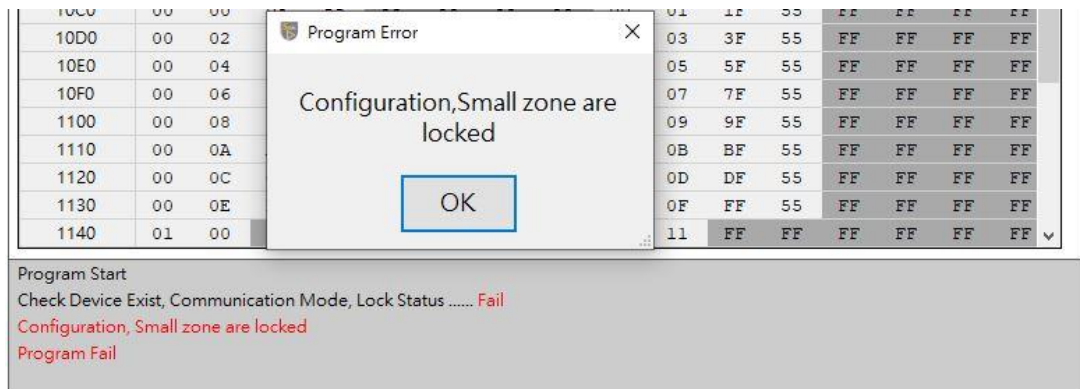 10C0 00 00 01 1F 55 FF FF FF FF
10D0 00 02 03 3F 55 FF FF FF FF
10E0 00 04 05 5F 55 FF FF FF FF
10F0 00 06 07 7F 55 FF FF FF FF
1100 00 08 09 9F 55 FF FF FF FF
1110 00 0A 0B BF 55 FF FF FF FF
1120 00 0C 0D DF 55 FF FF FF FF
1130 00 0E 0F FF 55 FF FF FF FF
1140 01 00 11 FF FF FF FF FF FF
Program Error
Configuration,Small zone are
locked
OK
Program Start
Check Device Exist, Communication Mode, Lock Status ...... Fail
Configuration, Small zone are locked
Program Fail